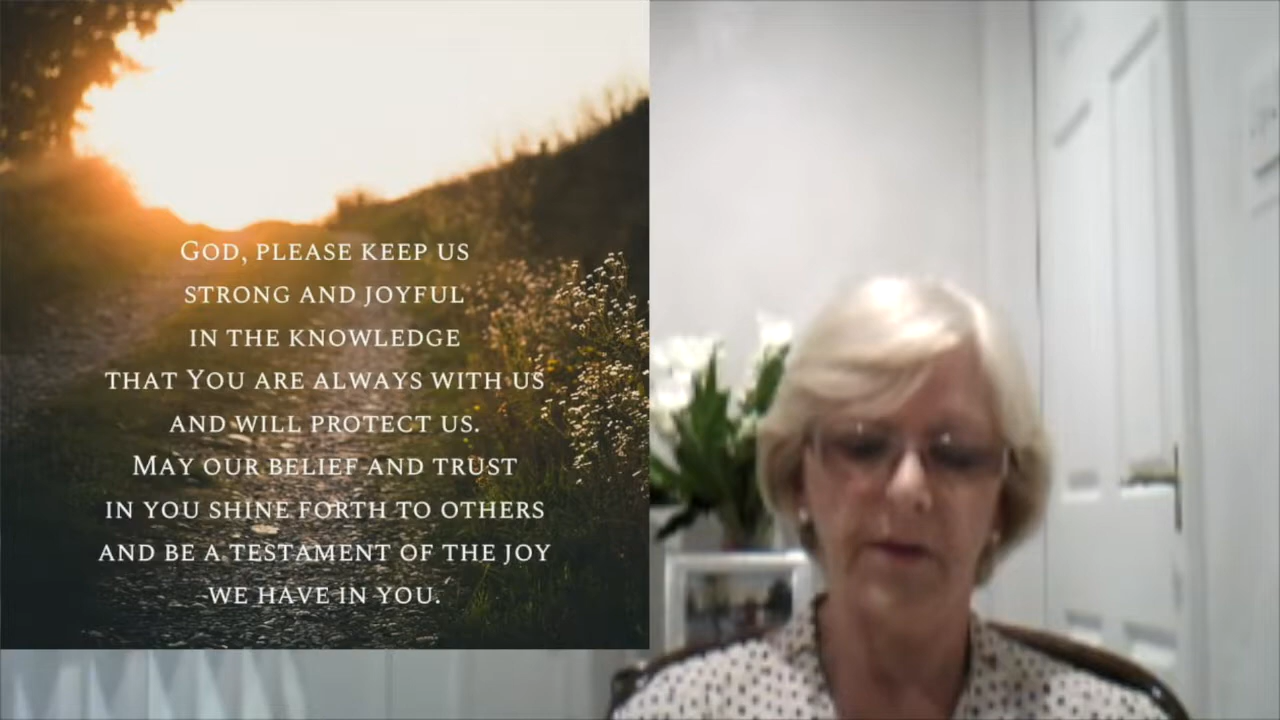 God, please keep us
strong and joyful
in the knowledge
that You are always with us
and will protect us.
May our belief and trust
in you shine forth to others
and be a testament of the joy
we have in you.